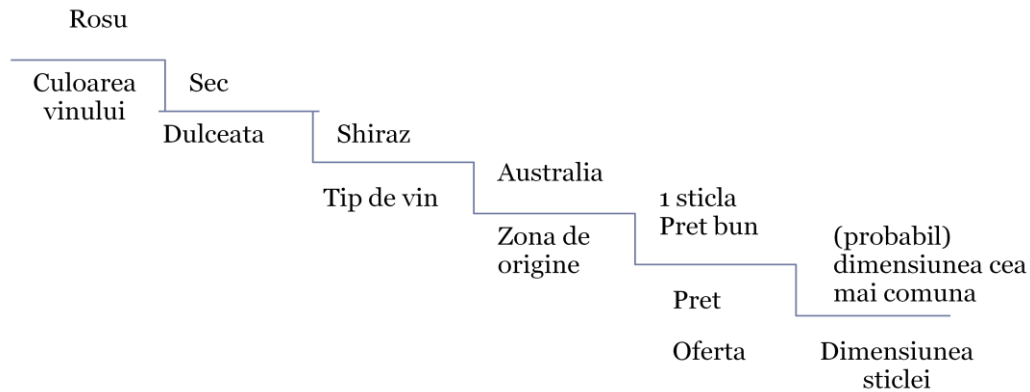 Rosu
Culoarea
vinului
Sec
Dulceata
Shiraz
Tip de vin
Australia
Zona de
origine
1 sticla
Pret bun
Pret
Oferta
(probabil)
dimensiunea cea
mai comuna
Dimensiunea
sticlei